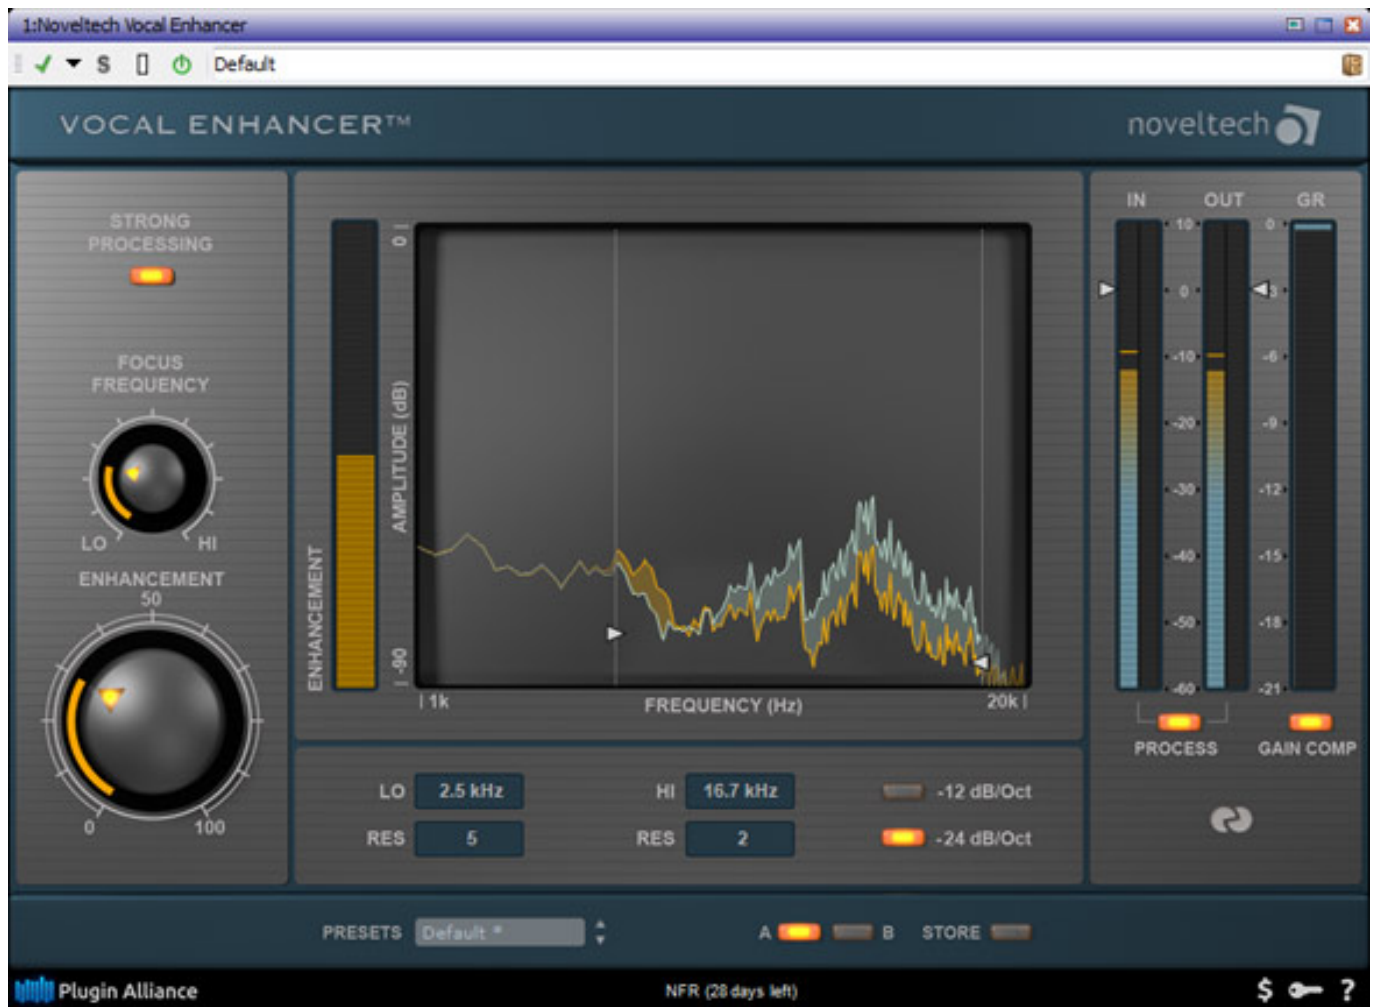 1:Noveltech Vocal Enhancer
S Default
VOCAL ENHANCER™
noveltech
STRONG
PROCESSING
FOCUS
FREQUENCY
LO HI
ENHANCEMENT
50
0 100
ENHANCEMENT
AMPLITUDE (dB)
0
-90
1k
FREQUENCY (Hz)
20k
IN OUT GR
10 0
0 -3
-10 -6
-20 -9
-30 -12
-40 -15
-50 -18
-60 -21
PROCESS GAIN COMP
LO 2.5 kHz HI 16.7 kHz -12 dB/Oct
RES 5 RES 2 -24 dB/Oct
PRESETS Default * A B STORE
Plugin Alliance NFR (28 days left) $ ?